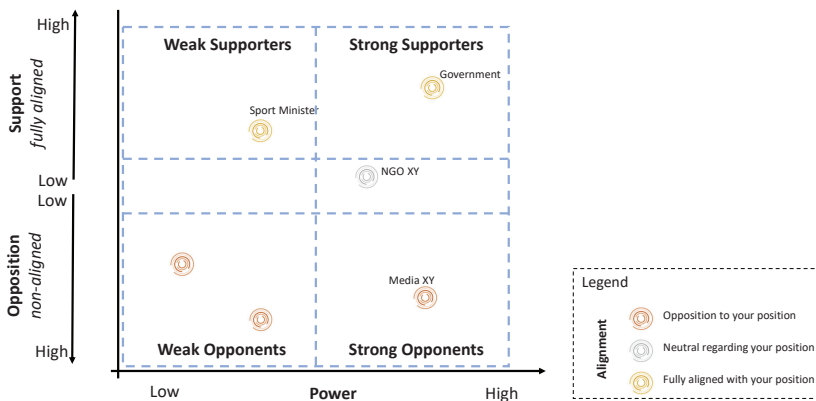 High
Weak Supporters
Strong Supporters
Government
Sport Minister
Support
fully aligned
NGO XY
Low
Low
Opposition
non-aligned
Media XY
High
Weak Opponents
Strong Opponents
Low
Power
High
Legend
Alignment
Opposition to your position
Neutral regarding your position
Fully aligned with your position